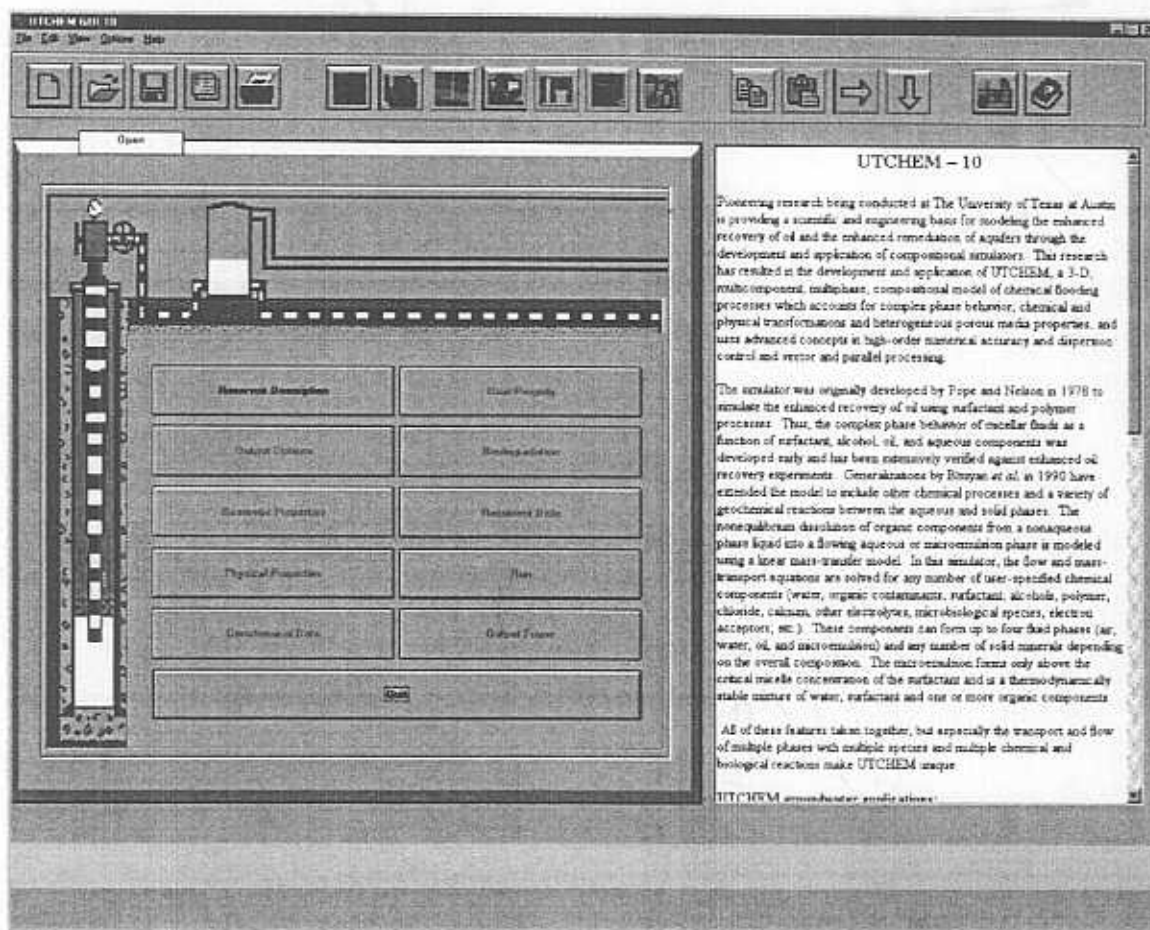 UTCHEM GUI 10
File Edit View Options Help
Open
Reservoir Description
Output Options
Biodegradation
Physical Properties
Run
Geochemical Data
UTCHEM – 10
Pioneering research being conducted at The University of Texas at Austin
is providing a scientific and engineering basis for modeling the enhanced
recovery of oil and the enhanced remediation of aquifers through the
development and application of compositional simulators. This research
has resulted in the development and application of UTCHEM, a 3-D,
multicomponent, multiphase, compositional model of chemical flooding
processes which accounts for complex phase behavior, chemical and
physical transformations and heterogeneous porous media properties, and
uses advanced concepts in high-order numerical accuracy and dispersion
control and vector and parallel processing.
The simulator was originally developed by Pope and Nelson in 1978 to
simulate the enhanced recovery of oil using surfactant and polymer
processes. Thus, the complex phase behavior of micellar fluids as a
function of surfactant, alcohol, oil, and aqueous components was
developed early and has been extensively verified against enhanced oil
recovery experiments. Generalizations by Bhuyan et al. in 1990 have
extended the model to include other chemical processes and a variety of
geochemical reactions between the aqueous and solid phases. The
nonequilibrium dissolution of organic components from a nonaqueous
phase liquid into a flowing aqueous or microemulsion phase is modeled
using a linear mass-transfer model. In this simulator, the flow and mass-
transport equations are solved for any number of user-specified chemical
components (water, organic contaminants, surfactant, alcohols, polymer,
chloride, calcium, other electrolytes, microbiological species, electron
acceptors, etc.). These components can form up to four fluid phases (air,
water, oil, and microemulsion) and any number of solid minerals depending
on the overall composition. The microemulsion forms only above the
critical micelle concentration of the surfactant and is a thermodynamically
stable mixture of water, surfactant and one or more organic components
All of these features taken together, but especially the transport and flow
of multiple phases with multiple species and multiple chemical and
biological reactions make UTCHEM unique
UTCHEM groundwater applications: